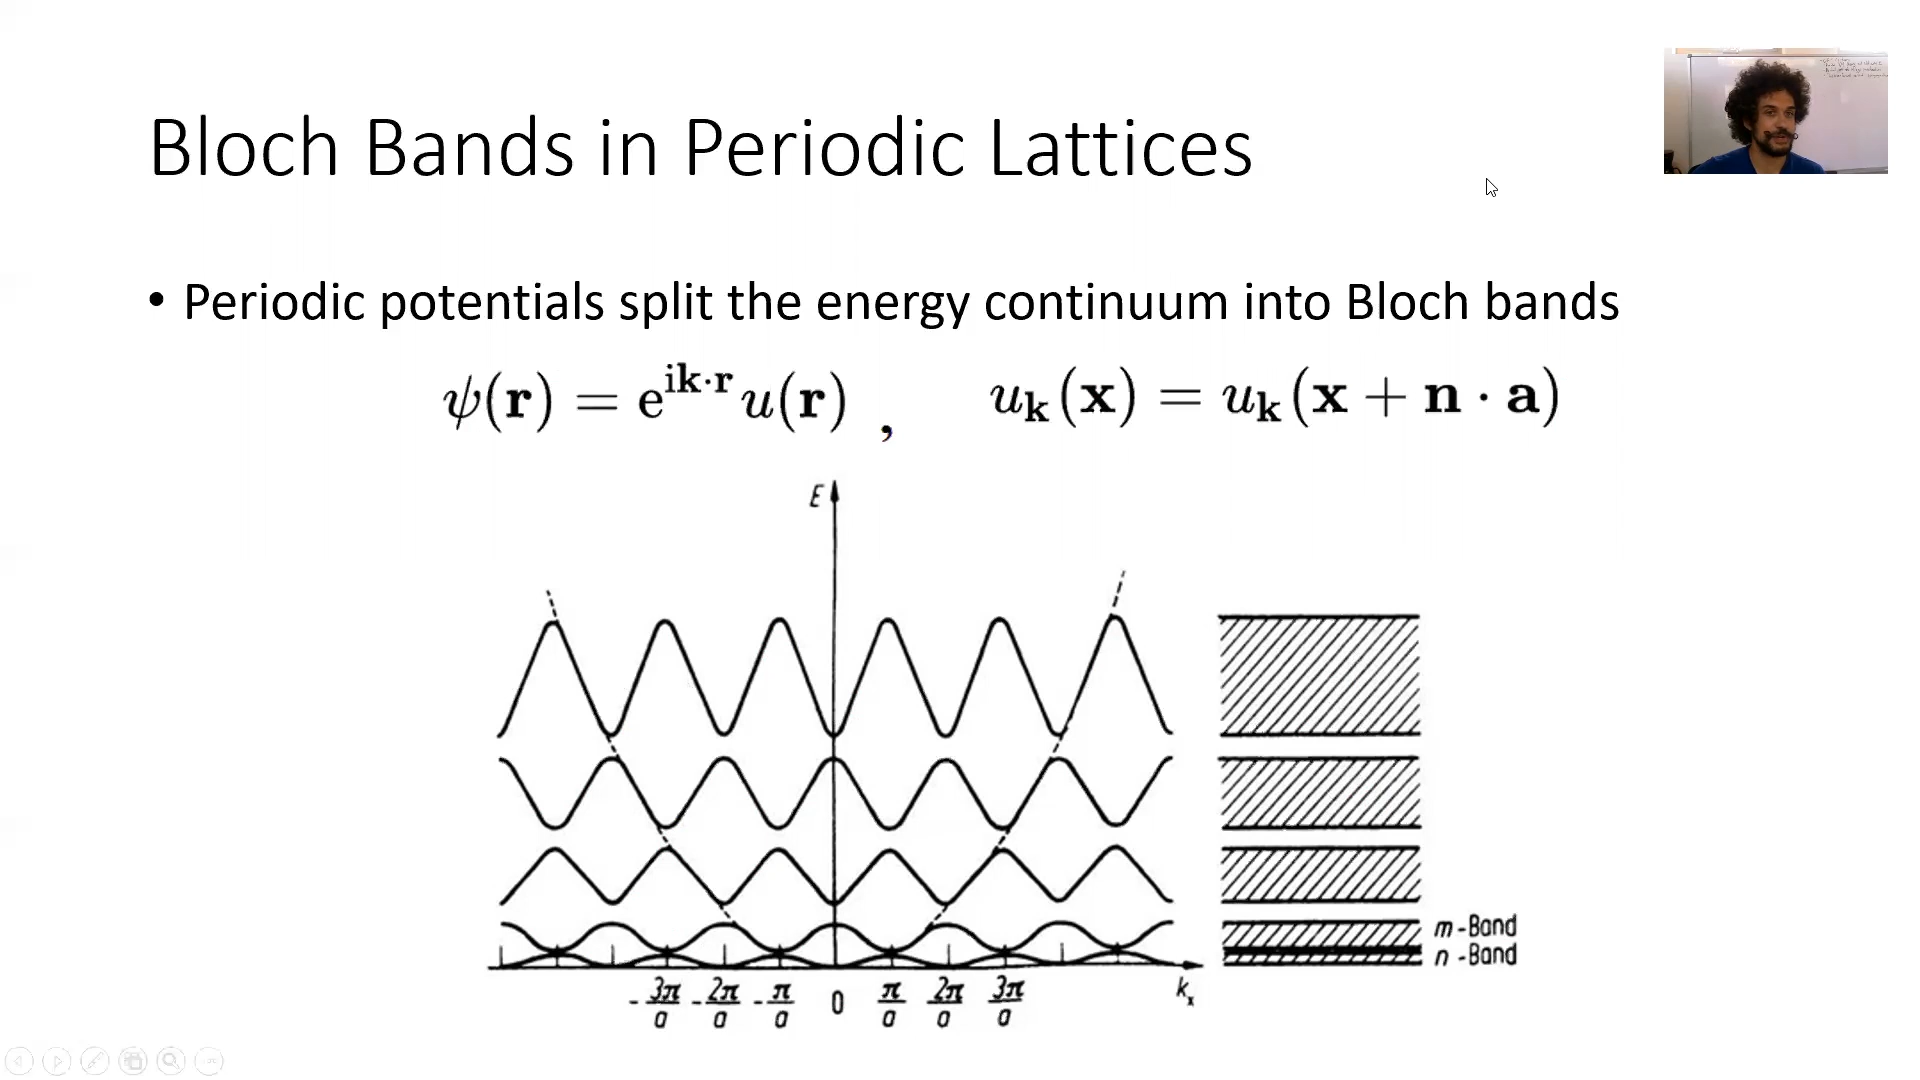 Bloch Bands in Periodic Lattices
• Periodic potentials split the energy continuum into Bloch bands
ψ(𝐫) = e^{i𝐤·𝐫} u(𝐫) , u_𝐤(𝐱) = u_𝐤(𝐱 + 𝐧 · 𝐚)
E
m-Band
n-Band
-3π/a -2π/a -π/a 0 π/a 2π/a 3π/a k_x